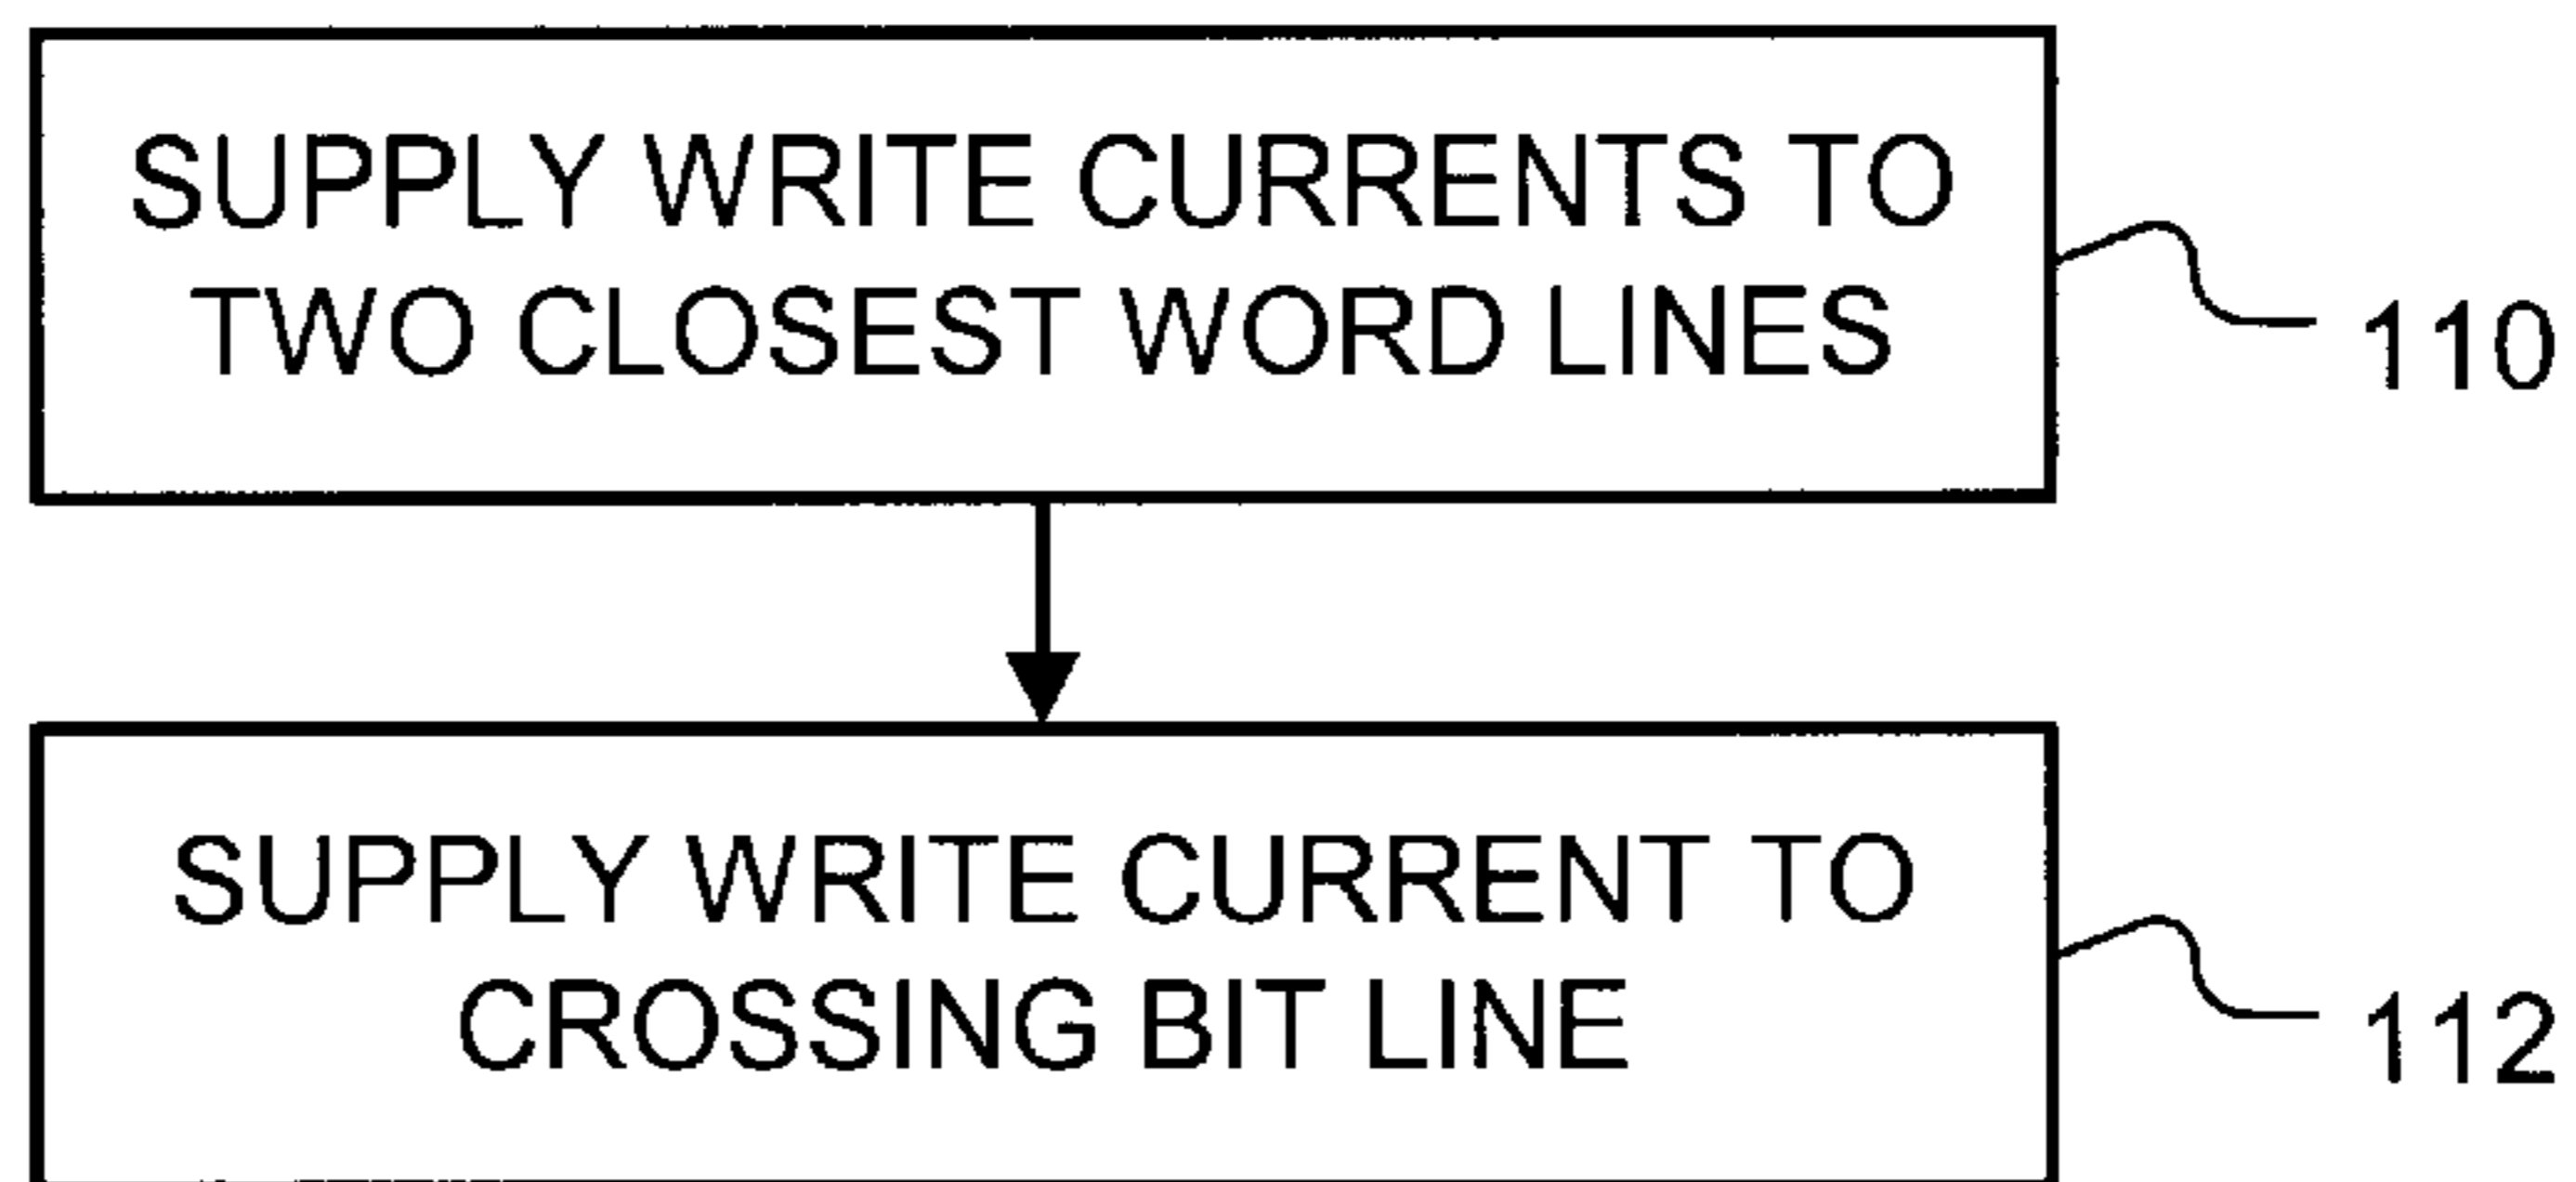 SUPPLY WRITE CURRENTS TO
TWO CLOSEST WORD LINES
110
SUPPLY WRITE CURRENT TO
CROSSING BIT LINE
112